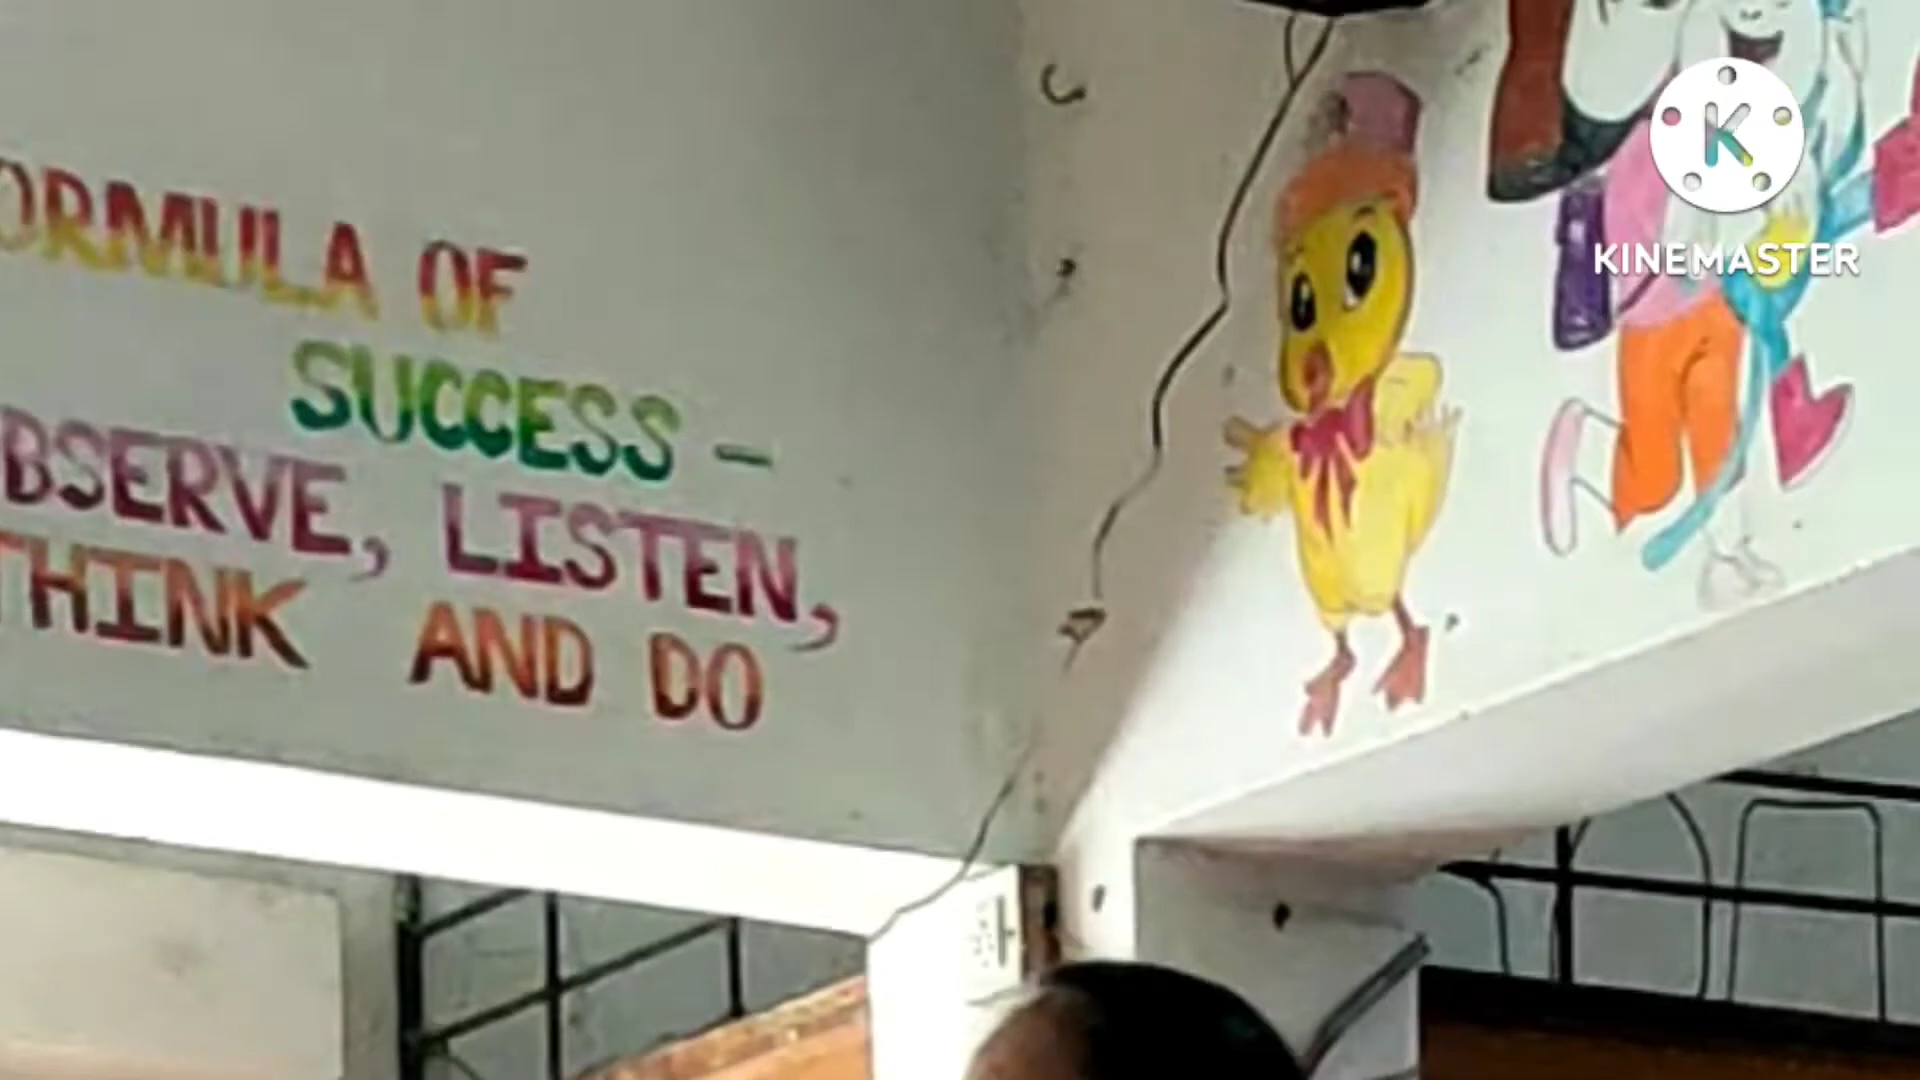 ORMULA OF
SUCCESS –
BSERVE, LISTEN,
THINK AND DO
K
KINEMASTER